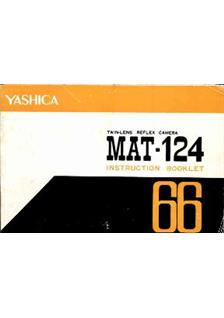 YASHICA
TWIN-LENS REFLEX CAMERA
MAT-124
INSTRUCTION BOOKLET
66